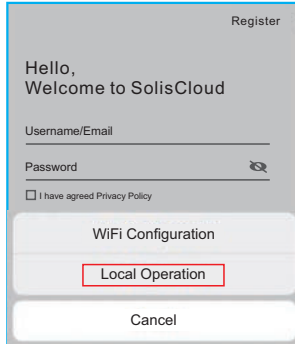 Register
Hello,
Welcome to SolisCloud
Username/Email
Password
I have agreed Privacy Policy
WiFi Configuration
Local Operation
Cancel